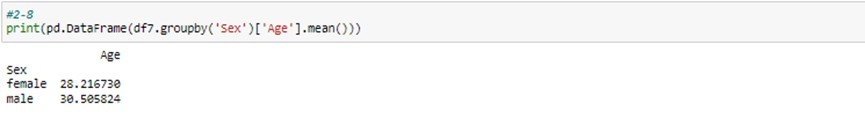 #2-8
print(pd.DataFrame(df7.groupby('Sex')['Age'].mean()))
Age
Sex
female 28.216730
male 30.505824